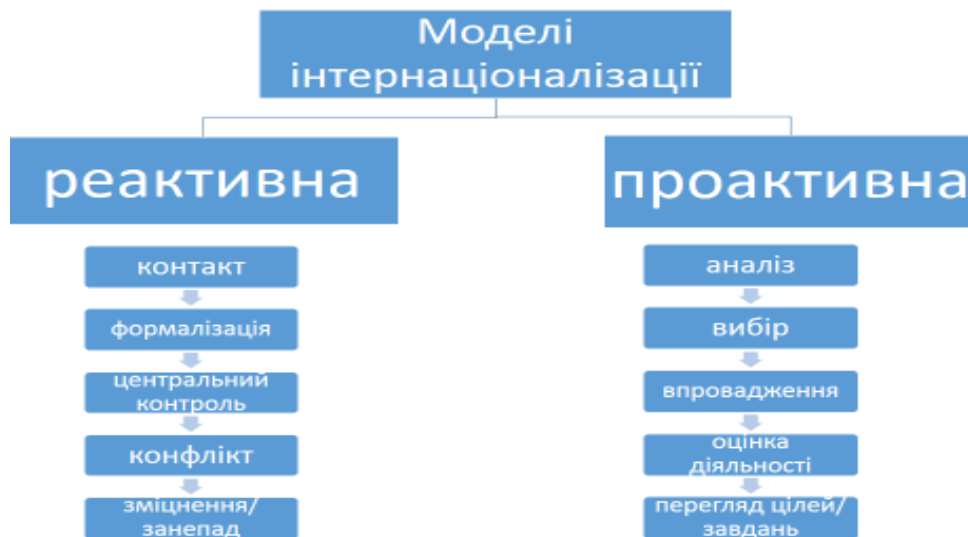 Моделі
інтернаціоналізації
реактивна
проактивна
контакт
формалізація
центральний
контроль
конфлікт
зміцнення/
занепад
аналіз
вибір
впровадження
оцінка
діяльності
перегляд цілей/
завдань